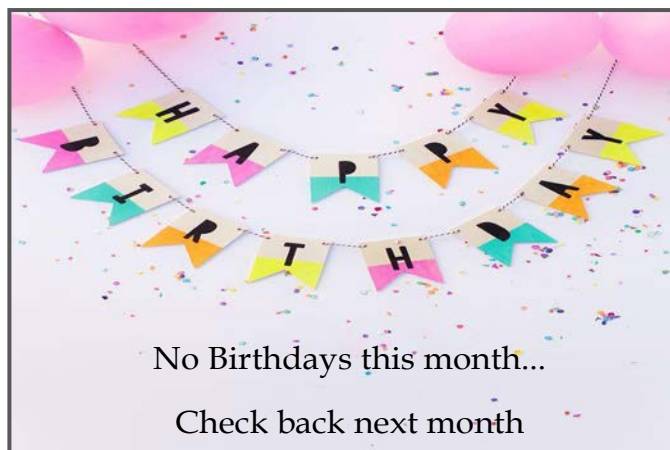 HAPPY
BIRTHDAY
No Birthdays this month...
Check back next month